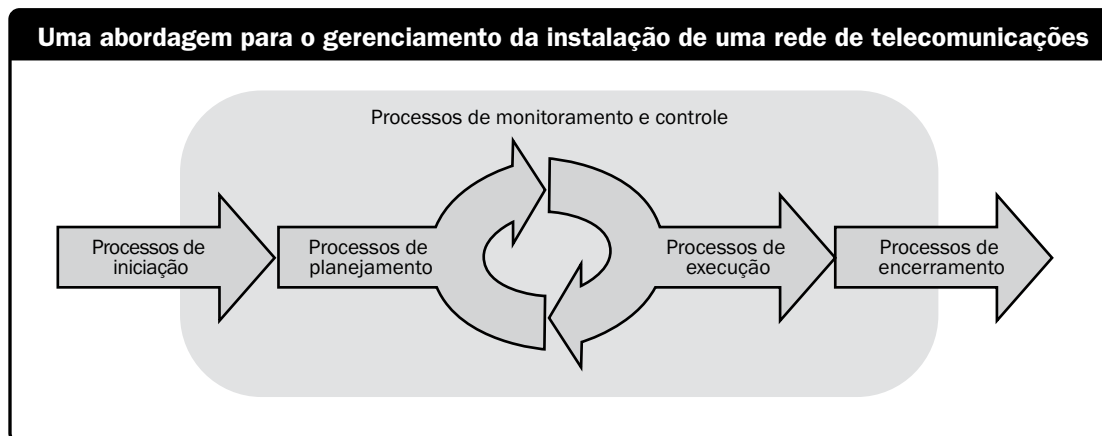 Uma abordagem para o gerenciamento da instalação de uma rede de telecomunicações
Processos de monitoramento e controle
Processos de
iniciação
Processos de
planejamento
Processos de
execução
Processos de
encerramento